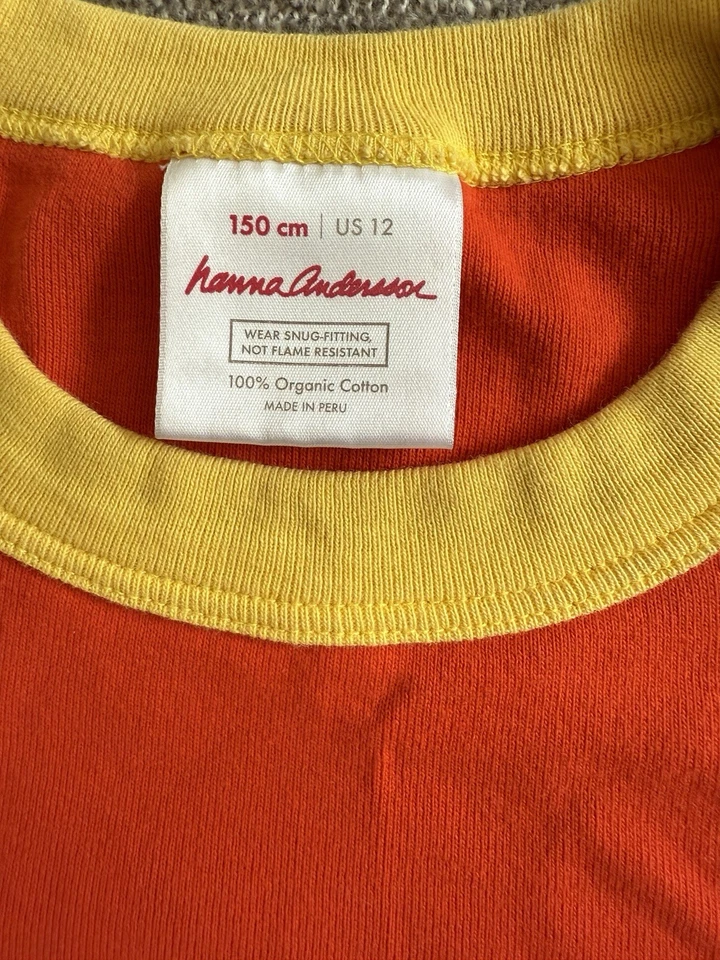 150 cm | US 12
hanna Andersson
WEAR SNUG-FITTING,
NOT FLAME RESISTANT
100% Organic Cotton
MADE IN PERU